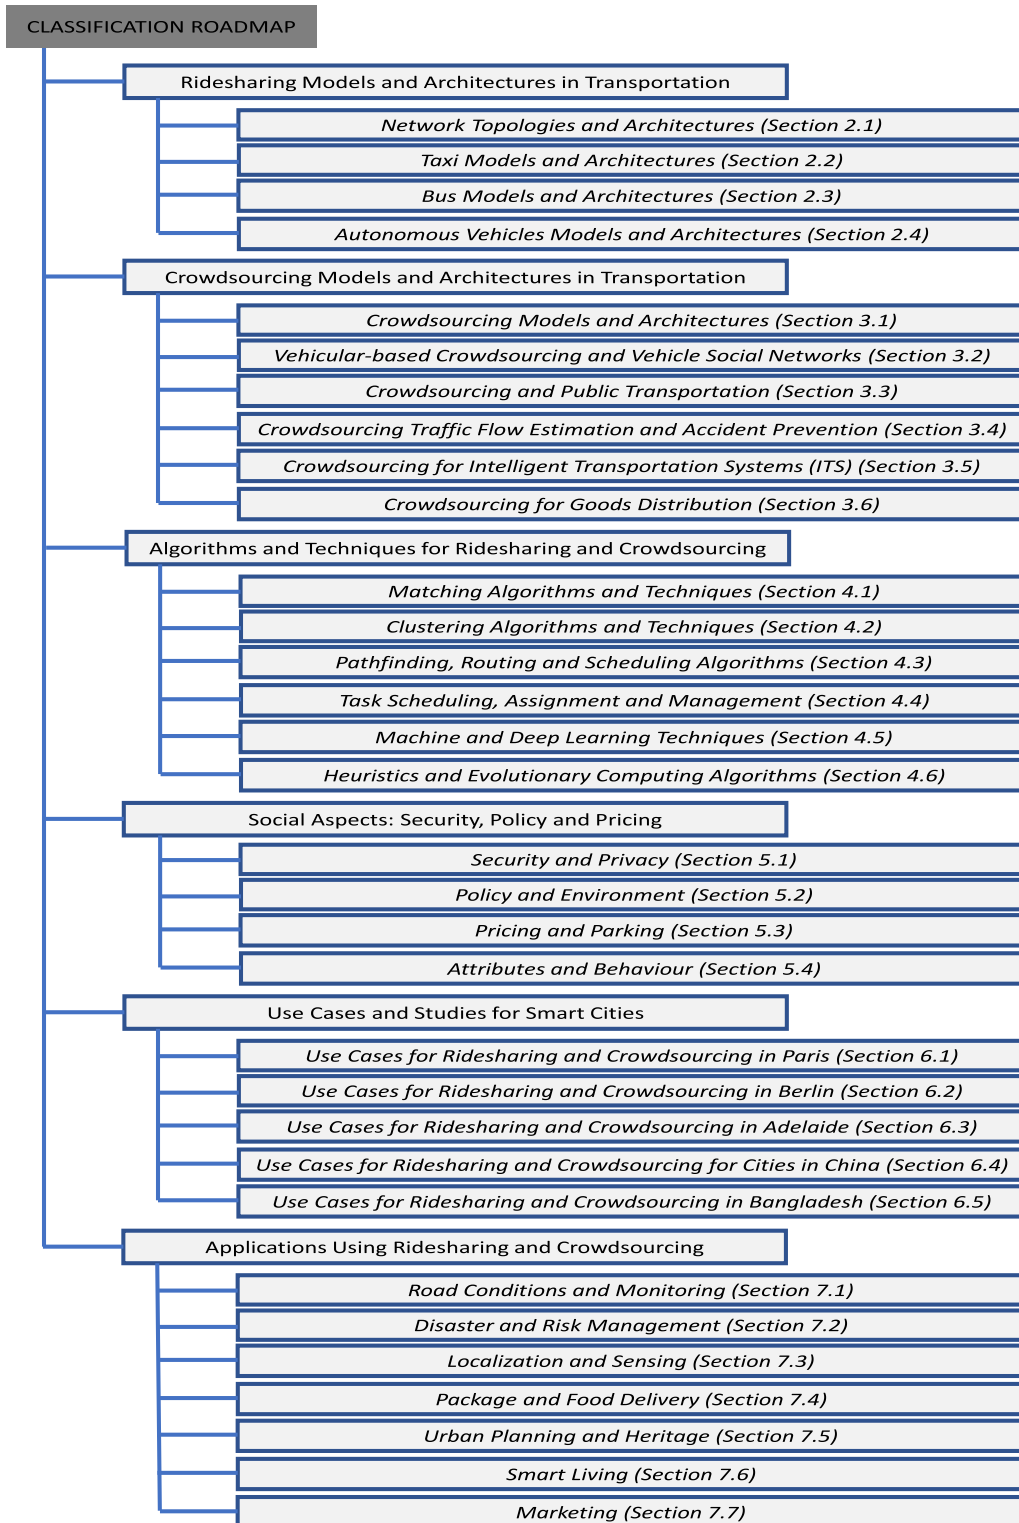 CLASSIFICATION ROADMAP
Ridesharing Models and Architectures in Transportation
Network Topologies and Architectures (Section 2.1)
Taxi Models and Architectures (Section 2.2)
Bus Models and Architectures (Section 2.3)
Autonomous Vehicles Models and Architectures (Section 2.4)
Crowdsourcing Models and Architectures in Transportation
Crowdsourcing Models and Architectures (Section 3.1)
Vehicular-based Crowdsourcing and Vehicle Social Networks (Section 3.2)
Crowdsourcing and Public Transportation (Section 3.3)
Crowdsourcing Traffic Flow Estimation and Accident Prevention (Section 3.4)
Crowdsourcing for Intelligent Transportation Systems (ITS) (Section 3.5)
Crowdsourcing for Goods Distribution (Section 3.6)
Algorithms and Techniques for Ridesharing and Crowdsourcing
Matching Algorithms and Techniques (Section 4.1)
Clustering Algorithms and Techniques (Section 4.2)
Pathfinding, Routing and Scheduling Algorithms (Section 4.3)
Task Scheduling, Assignment and Management (Section 4.4)
Machine and Deep Learning Techniques (Section 4.5)
Heuristics and Evolutionary Computing Algorithms (Section 4.6)
Social Aspects: Security, Policy and Pricing
Security and Privacy (Section 5.1)
Policy and Environment (Section 5.2)
Pricing and Parking (Section 5.3)
Attributes and Behaviour (Section 5.4)
Use Cases and Studies for Smart Cities
Use Cases for Ridesharing and Crowdsourcing in Paris (Section 6.1)
Use Cases for Ridesharing and Crowdsourcing in Berlin (Section 6.2)
Use Cases for Ridesharing and Crowdsourcing in Adelaide (Section 6.3)
Use Cases for Ridesharing and Crowdsourcing for Cities in China (Section 6.4)
Use Cases for Ridesharing and Crowdsourcing in Bangladesh (Section 6.5)
Applications Using Ridesharing and Crowdsourcing
Road Conditions and Monitoring (Section 7.1)
Disaster and Risk Management (Section 7.2)
Localization and Sensing (Section 7.3)
Package and Food Delivery (Section 7.4)
Urban Planning and Heritage (Section 7.5)
Smart Living (Section 7.6)
Marketing (Section 7.7)